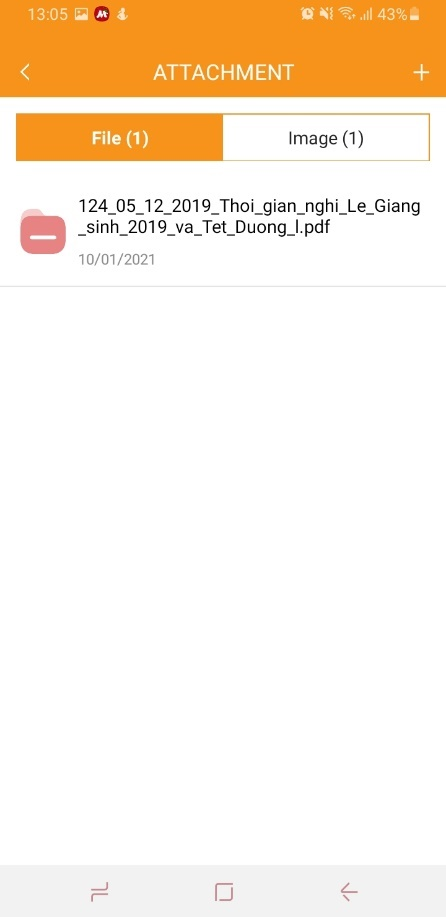 13:05 43%
ATTACHMENT
File (1) Image (1)
124_05_12_2019_Thoi_gian_nghi_Le_Giang
_sinh_2019_va_Tet_Duong_l.pdf
10/01/2021